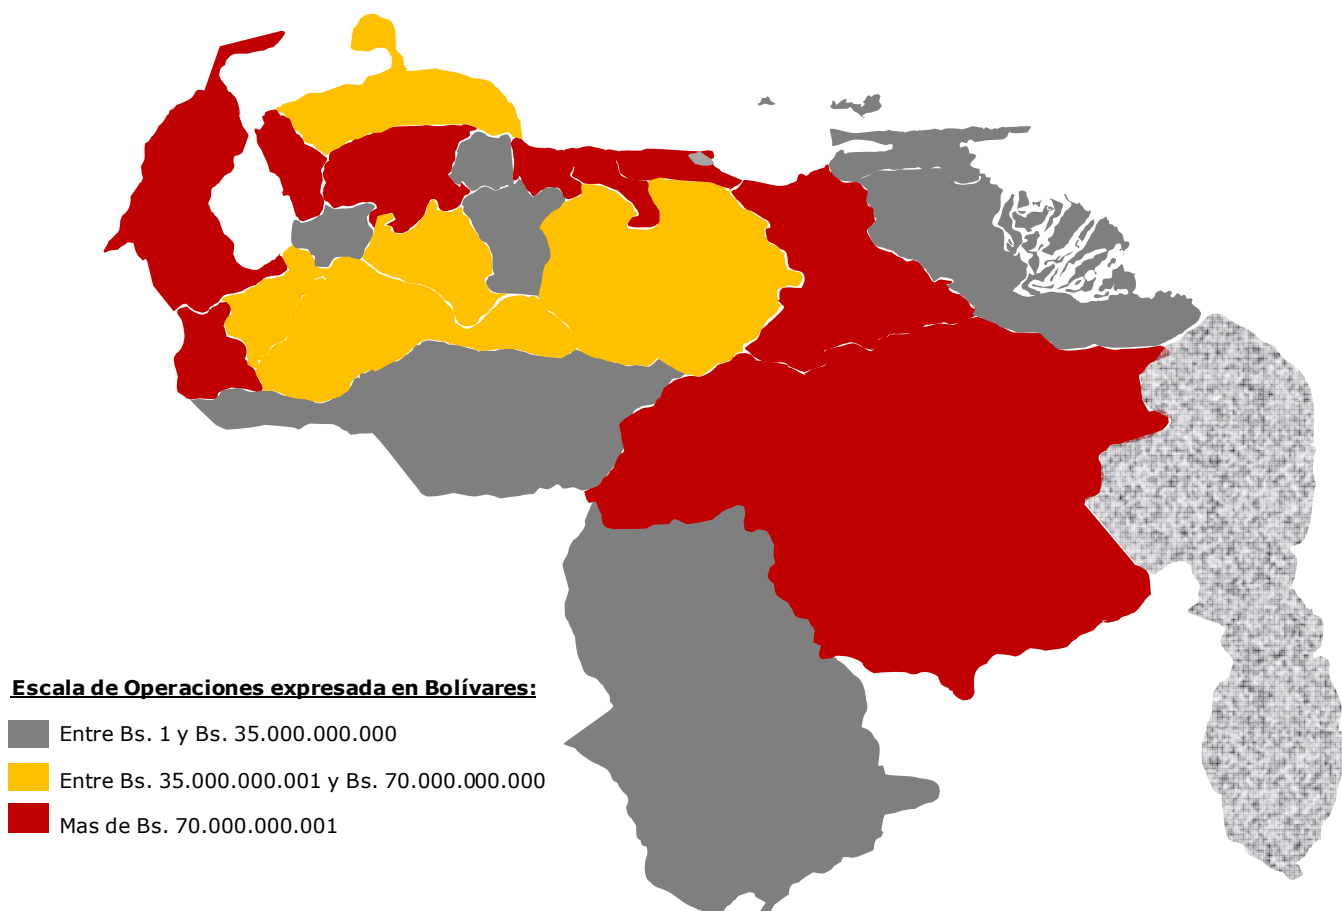 Escala de Operaciones expresada en Bolívares:
Entre Bs. 1 y Bs. 35.000.000.000
Entre Bs. 35.000.000.001 y Bs. 70.000.000.000
Mas de Bs. 70.000.000.001